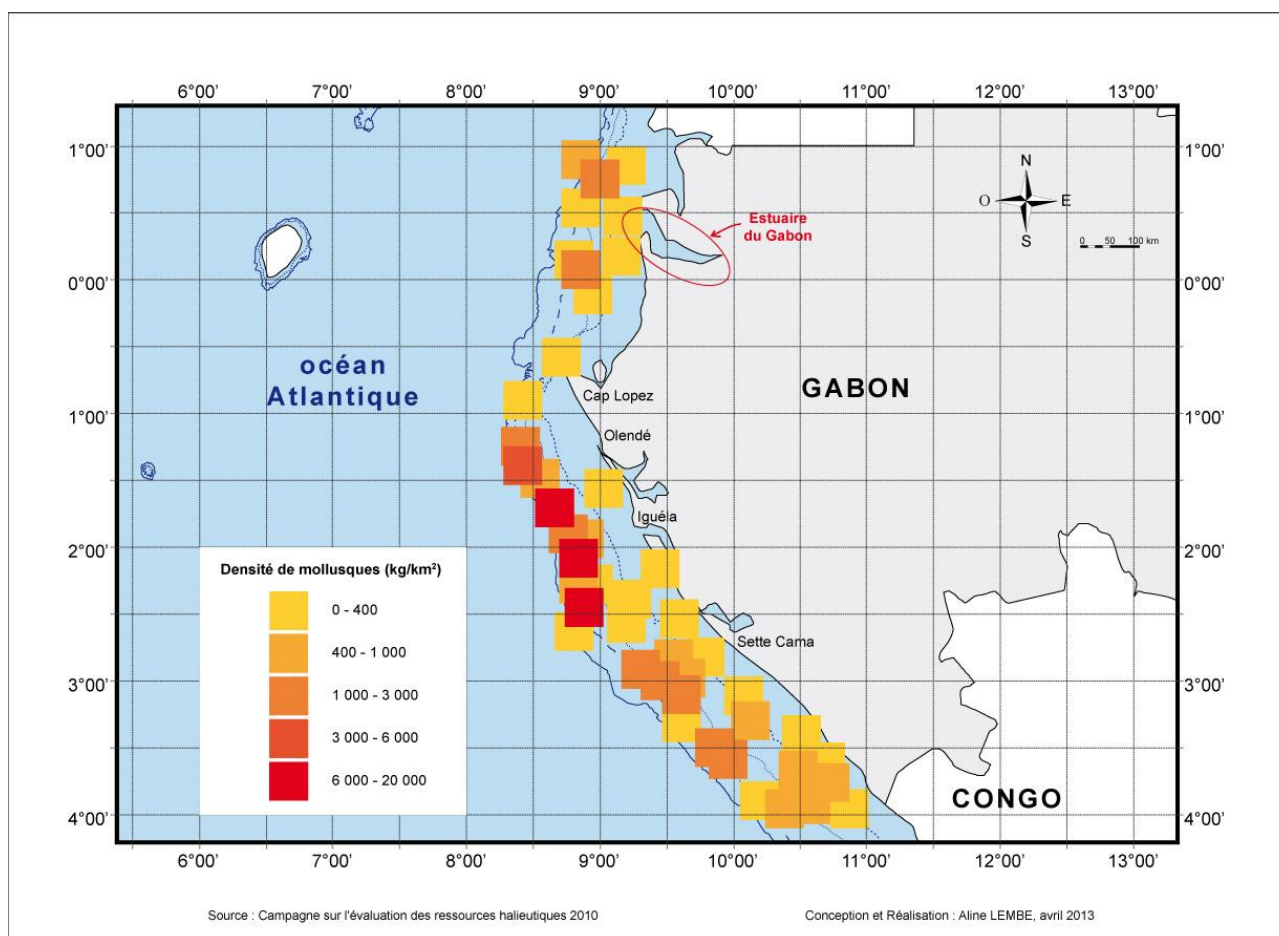 6°00' 7°00' 8°00' 9°00' 10°00' 11°00' 12°00' 13°00'
1°00' 1°00'
N
O E
S
0 50 100 km
Estuaire
du Gabon
0°00' 0°00'
océan
Atlantique
GABON
Cap Lopez
1°00' 1°00'
Olendé
Iguéla
2°00' 2°00'
Densité de mollusques (kg/km²)
0 - 400
400 - 1 000
1 000 - 3 000
3 000 - 6 000
6 000 - 20 000
Sette Cama
3°00' 3°00'
CONGO
4°00' 4°00'
6°00' 7°00' 8°00' 9°00' 10°00' 11°00' 12°00' 13°00'
Source : Campagne sur l'évaluation des ressources halieutiques 2010
Conception et Réalisation : Aline LEMBE, avril 2013